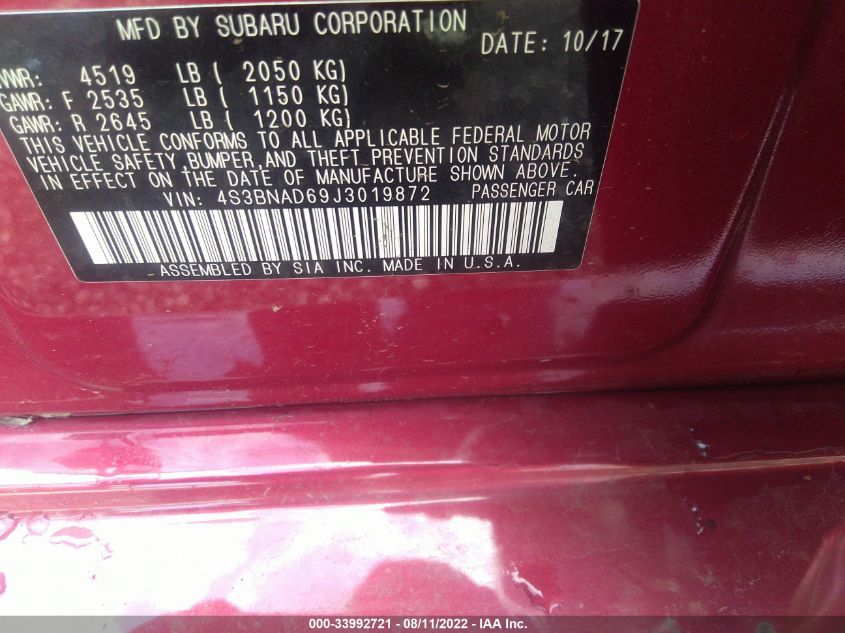 MFD BY SUBARU CORPORATION
DATE: 10/17
VWR: 4519 LB ( 2050 KG)
GAWR: F 2535 LB ( 1150 KG)
GAWR: R 2645 LB ( 1200 KG)
THIS VEHICLE CONFORMS TO ALL APPLICABLE FEDERAL MOTOR
VEHICLE SAFETY, BUMPER, AND THEFT PREVENTION STANDARDS
IN EFFECT ON THE DATE OF MANUFACTURE SHOWN ABOVE.
VIN: 4S3BNAD69J3019872 PASSENGER CAR
ASSEMBLED BY SIA INC. MADE IN U.S.A.
000-33992721 - 08/11/2022 - IAA Inc.